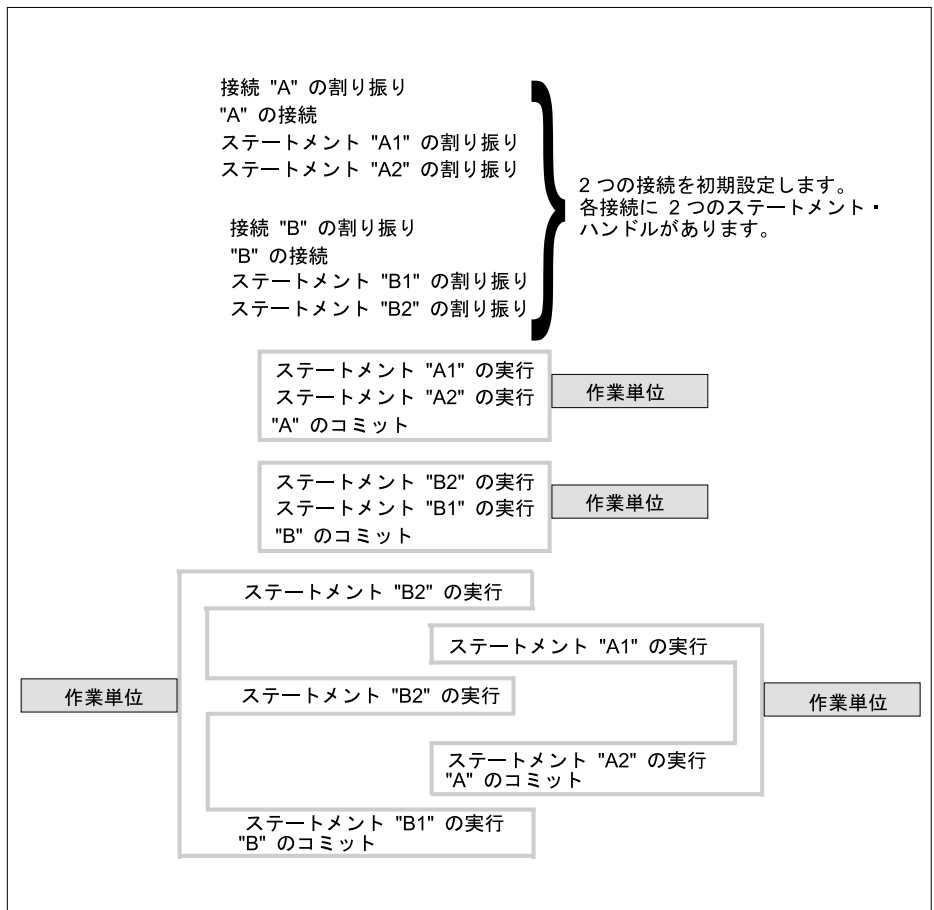 接続 "A" の割り振り
"A" の接続
ステートメント "A1" の割り振り
ステートメント "A2" の割り振り
接続 "B" の割り振り
"B" の接続
ステートメント "B1" の割り振り
ステートメント "B2" の割り振り
2 つの接続を初期設定します。
各接続に 2 つのステートメント・
ハンドルがあります。
ステートメント "A1" の実行
ステートメント "A2" の実行
"A" のコミット
作業単位
ステートメント "B2" の実行
ステートメント "B1" の実行
"B" のコミット
作業単位
ステートメント "B2" の実行
ステートメント "A1" の実行
作業単位
ステートメント "B2" の実行
作業単位
ステートメント "A2" の実行
"A" のコミット
ステートメント "B1" の実行
"B" のコミット